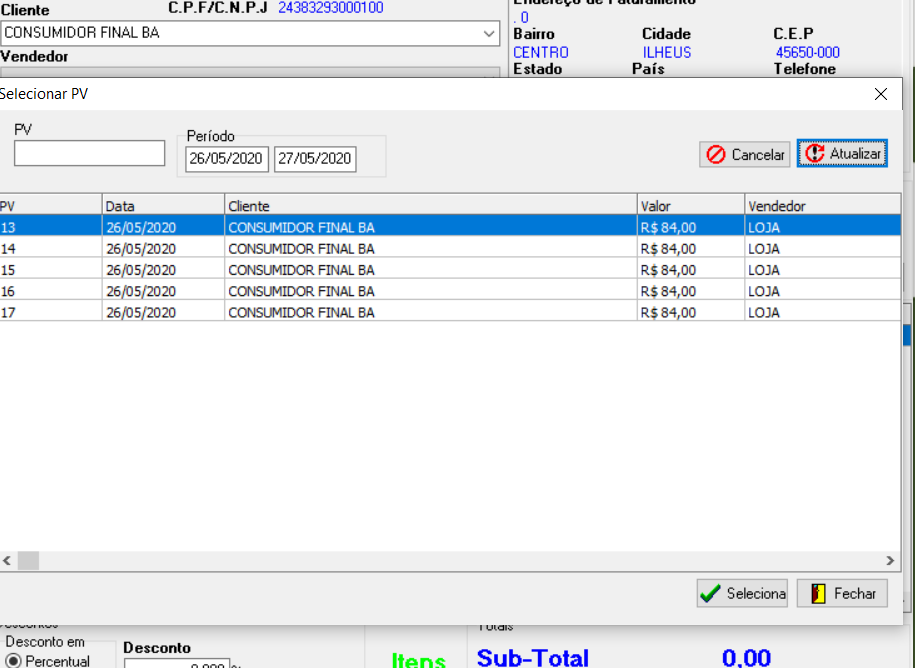 Cliente C.P.F/C.N.P.J 24383293000100
CONSUMIDOR FINAL BA
Vendedor
Endereço de Faturamento
. 0
Bairro Cidade C.E.P
CENTRO ILHEUS 45650-000
Estado País Telefone
Selecionar PV
PV
Período
26/05/2020 27/05/2020
Cancelar Atualizar
PV Data Cliente Valor Vendedor
13 26/05/2020 CONSUMIDOR FINAL BA R$ 84,00 LOJA
14 26/05/2020 CONSUMIDOR FINAL BA R$ 84,00 LOJA
15 26/05/2020 CONSUMIDOR FINAL BA R$ 84,00 LOJA
16 26/05/2020 CONSUMIDOR FINAL BA R$ 84,00 LOJA
17 26/05/2020 CONSUMIDOR FINAL BA R$ 84,00 LOJA
Seleciona Fechar
Descontos
Desconto em
Percentual
Desconto
0,000 %
Itens
Totais
Sub-Total 0,00